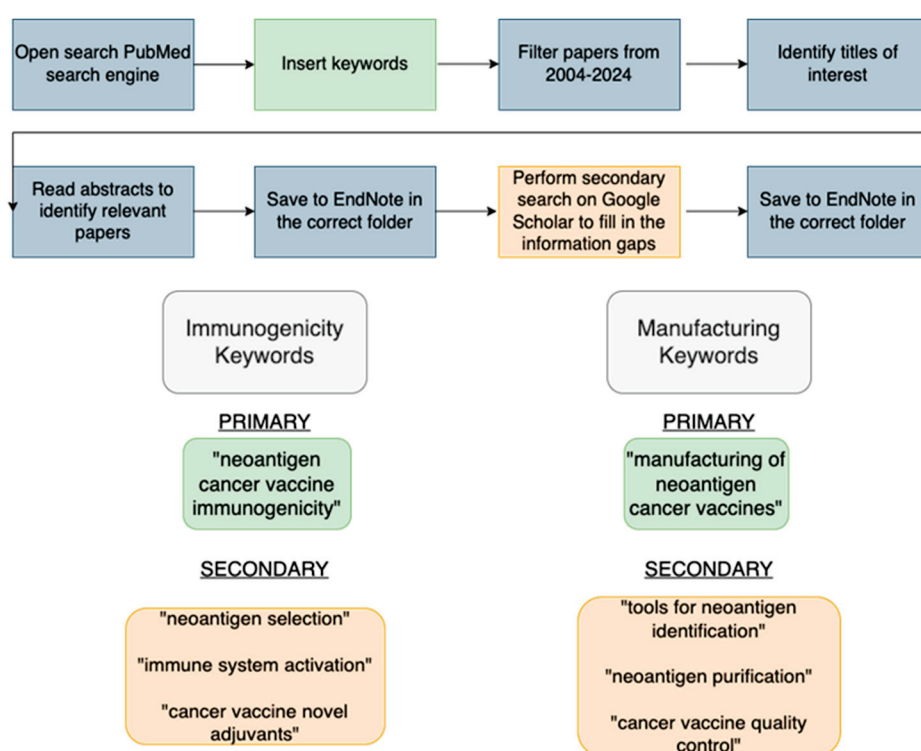 Open search PubMed
search engine
Insert keywords
Filter papers from
2004-2024
Identify titles of
interest
Read abstracts to
identify relevant
papers
Save to EndNote in
the correct folder
Perform secondary
search on Google
Scholar to fill in the
information gaps
Save to EndNote in
the correct folder
Immunogenicity
Keywords
PRIMARY
"neoantigen
cancer vaccine
immunogenicity"
SECONDARY
"neoantigen selection"
"immune system activation"
"cancer vaccine novel
adjuvants"
Manufacturing
Keywords
PRIMARY
"manufacturing of
neoantigen
cancer vaccines"
SECONDARY
"tools for neoantigen
identification"
"neoantigen purification"
"cancer vaccine quality
control"